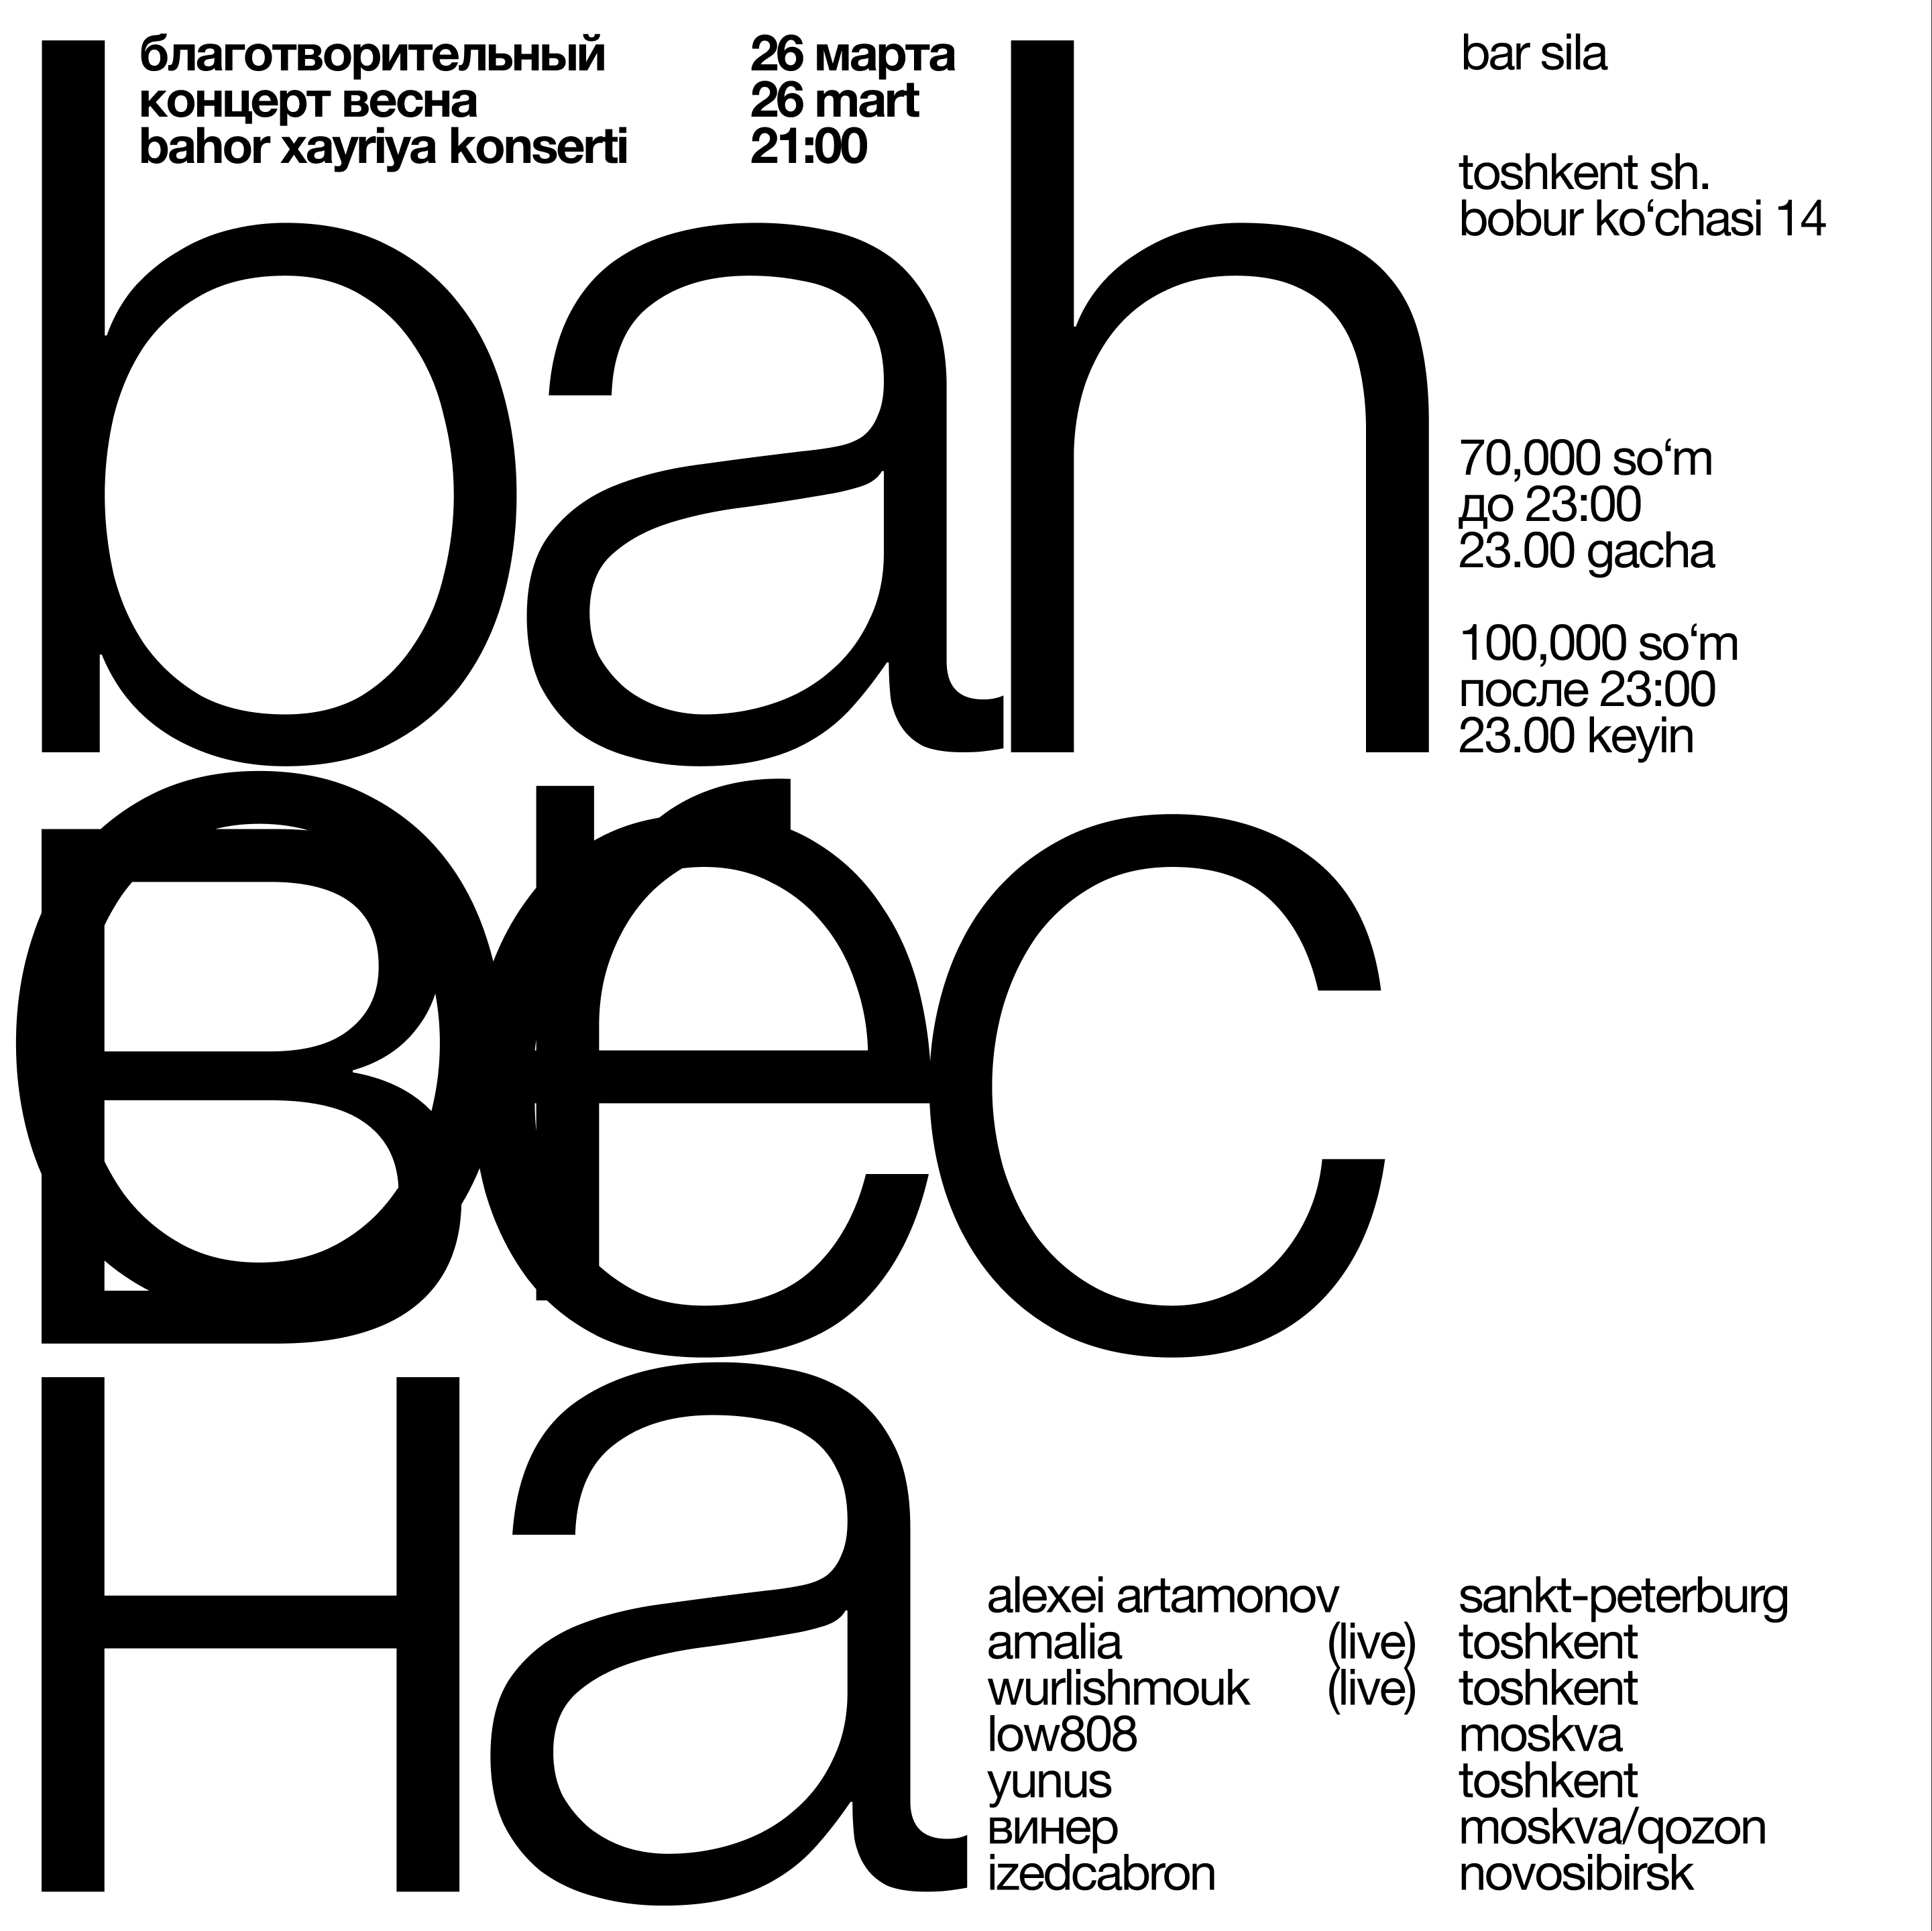 благотворительный
концерт весна
bahor xayriya konserti
26 марта
26 mart
21:00
bar sila
toshkent sh.
bobur ko‘chasi 14
bah
70,000 so‘m
до 23:00
23.00 gacha
100,000 so‘m
после 23:00
23.00 keyin
or
вес
на
alexei artamonov sankt-peterburg
amalia (live) toshkent
wurlishmouk (live) toshkent
low808 moskva
yunus toshkent
винер moskva/qozon
izedcabron novosibirsk